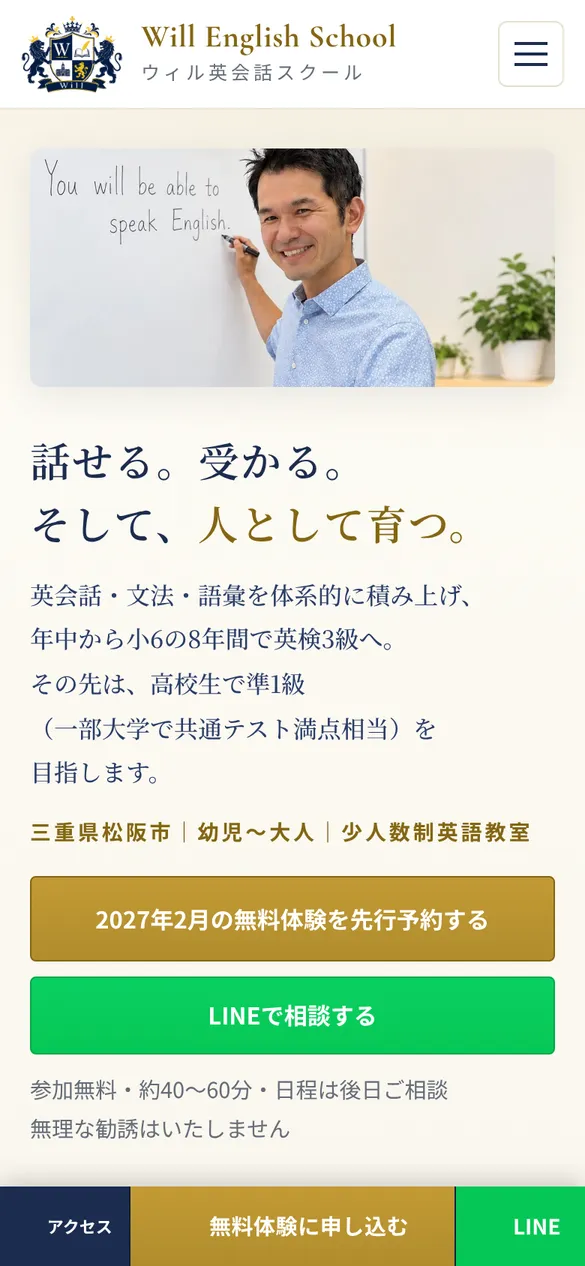 Will English School
ウィル英会話スクール
W
Will
You will be able to
speak English.
話せる。受かる。
そして、人として育つ。
英会話・文法・語彙を体系的に積み上げ、
年中から小6の8年間で英検3級へ。
その先は、高校生で準1級
（一部大学で共通テスト満点相当）を
目指します。
三重県松阪市｜幼児〜大人｜少人数制英語教室
2027年2月の無料体験を先行予約する
LINEで相談する
参加無料・約40〜60分・日程は後日ご相談
無理な勧誘はいたしません
アクセス
無料体験に申し込む
LINE